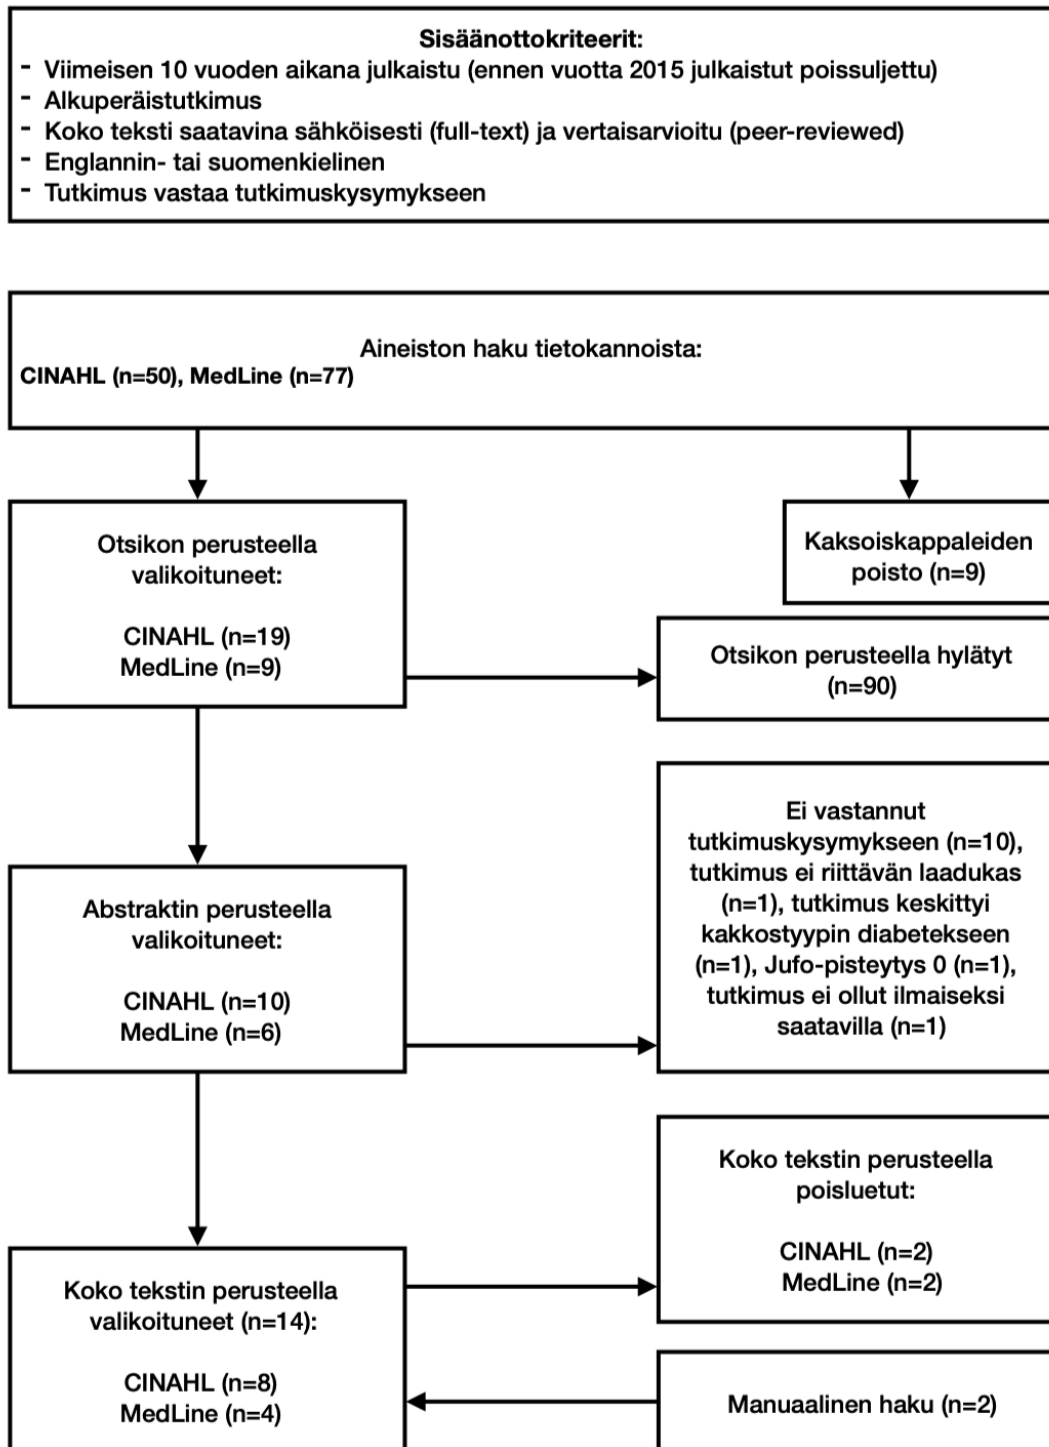 Sisäänottokriteerit:
- Viimeisen 10 vuoden aikana julkaistu (ennen vuotta 2015 julkaistut poissuljettu)
- Alkuperäistutkimus
- Koko teksti saatavina sähköisesti (full-text) ja vertaisarvioitu (peer-reviewed)
- Englannin- tai suomenkielinen
- Tutkimus vastaa tutkimuskysymykseen
Aineiston haku tietokannoista:
CINAHL (n=50), MedLine (n=77)
Otsikon perusteella
valikoituneet:
CINAHL (n=19)
MedLine (n=9)
Kaksoiskappaleiden
poisto (n=9)
Otsikon perusteella hylätyt
(n=90)
Abstraktin perusteella
valikoituneet:
CINAHL (n=10)
MedLine (n=6)
Ei vastannut
tutkimuskysymykseen (n=10),
tutkimus ei riittävän laadukas
(n=1), tutkimus keskittyi
kakkostyypin diabetekseen
(n=1), Jufo-pisteytys 0 (n=1),
tutkimus ei ollut ilmaiseksi
saatavilla (n=1)
Koko tekstin perusteella
valikoituneet (n=14):
CINAHL (n=8)
MedLine (n=4)
Koko tekstin perusteella
poisluetut:
CINAHL (n=2)
MedLine (n=2)
Manuaalinen haku (n=2)